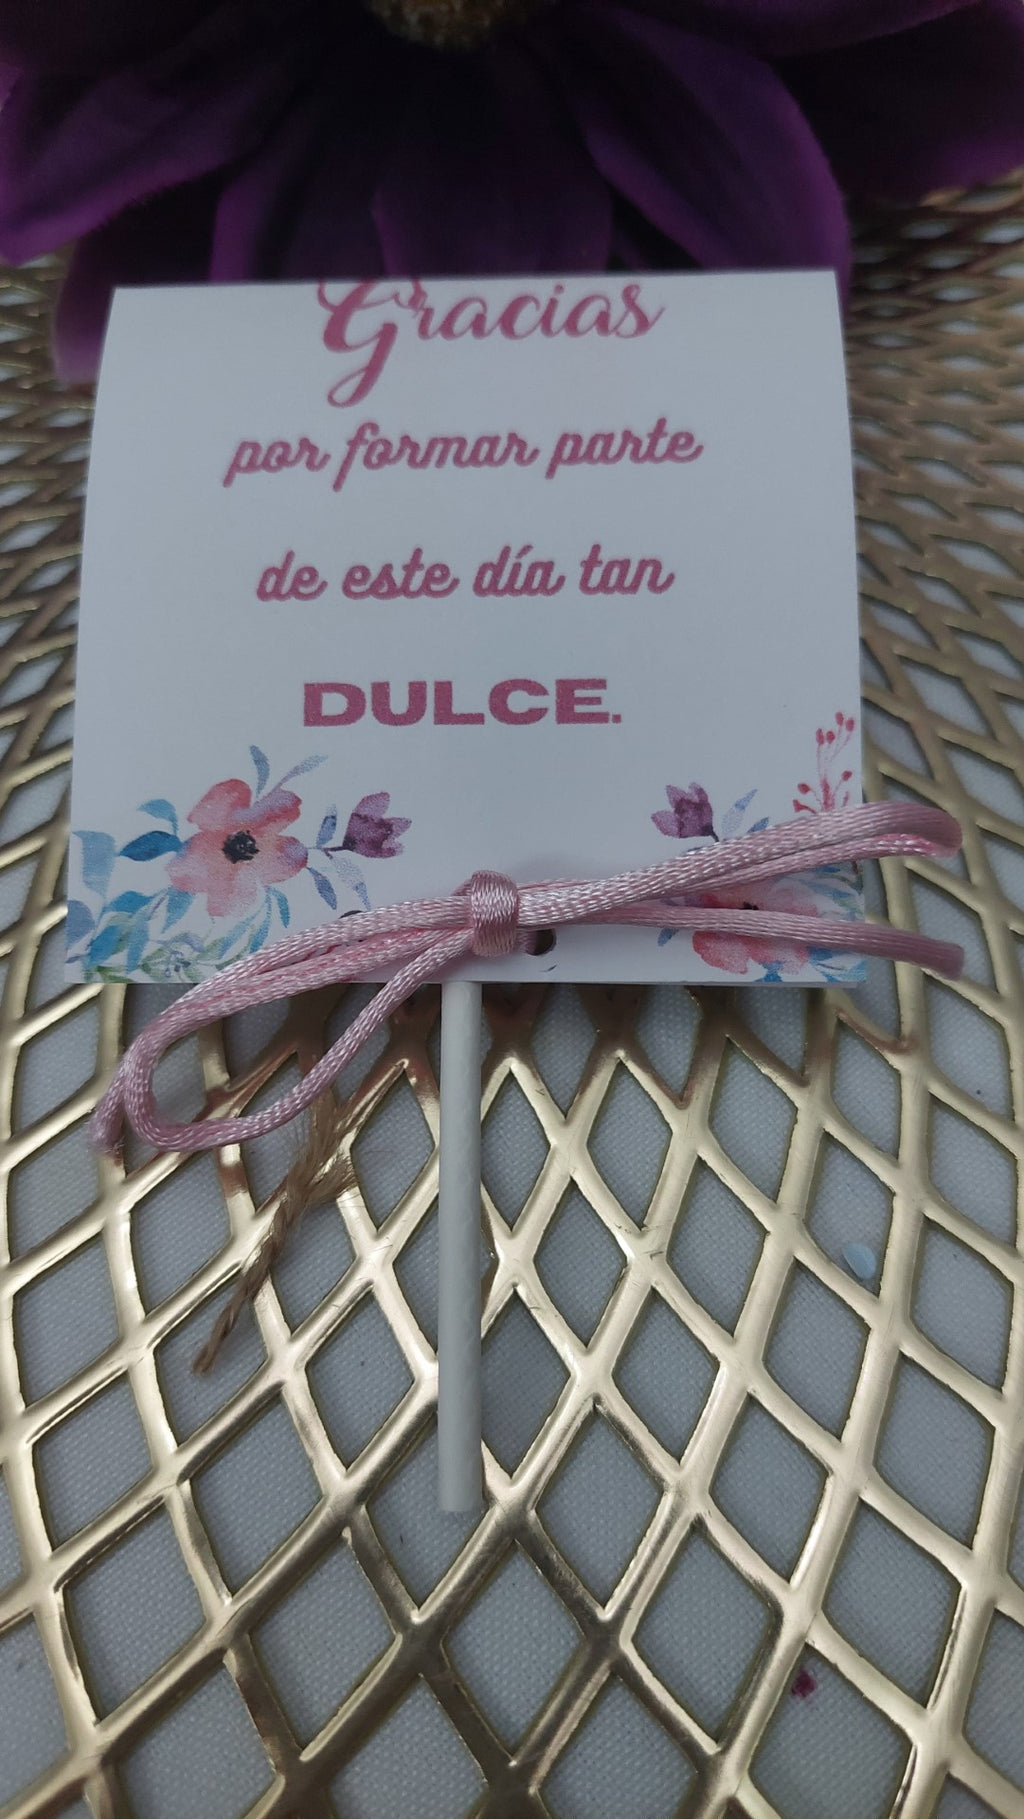 Gracias
por formar parte
de este día tan
DULCE.